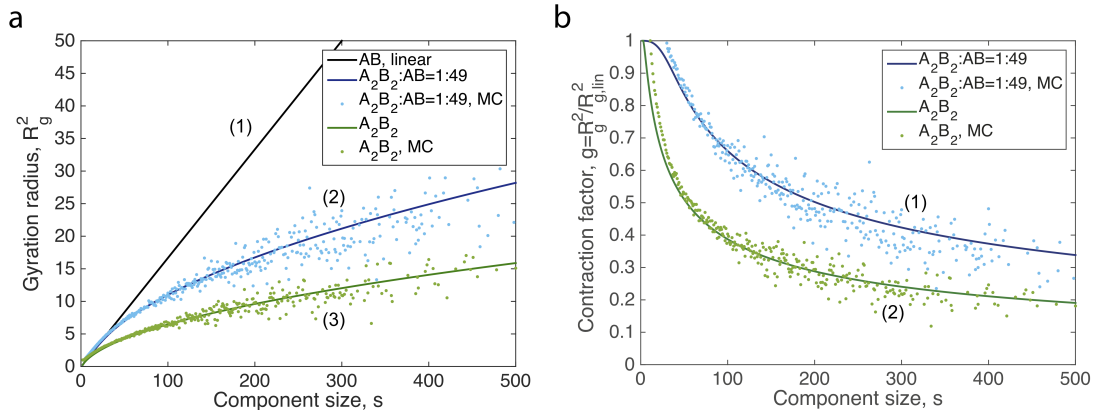 a
50
45
40
35
30
25
20
15
10
5
0
Gyration radius, R²g
AB, linear
A₂B₂:AB=1:49
A₂B₂:AB=1:49, MC
A₂B₂
A₂B₂, MC
(1)
(2)
(3)
0 100 200 300 400 500
Component size, s
b
1
0.9
0.8
0.7
0.6
0.5
0.4
0.3
0.2
0.1
0
Contraction factor, g=R²g/R²g,lin
A₂B₂:AB=1:49
A₂B₂:AB=1:49, MC
A₂B₂
A₂B₂, MC
(1)
(2)
0 100 200 300 400 500
Component size, s